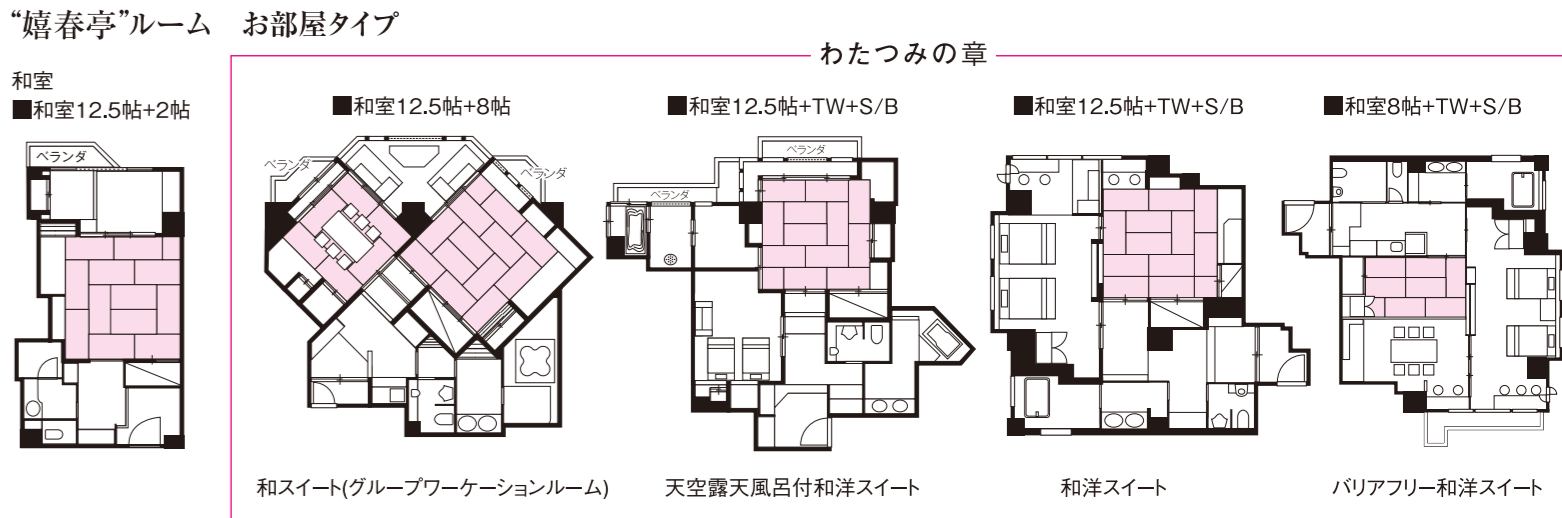 “嬉春亭”ルーム　お部屋タイプ
わたつみの章
和室
■和室12.5帖+2帖
■和室12.5帖+8帖
■和室12.5帖+TW+S/B
■和室12.5帖+TW+S/B
■和室8帖+TW+S/B
ベランダ
ベランダ
ベランダ
ベランダ
ベランダ
和スイート(グループワーケーションルーム)
天空露天風呂付和洋スイート
和洋スイート
バリアフリー和洋スイート